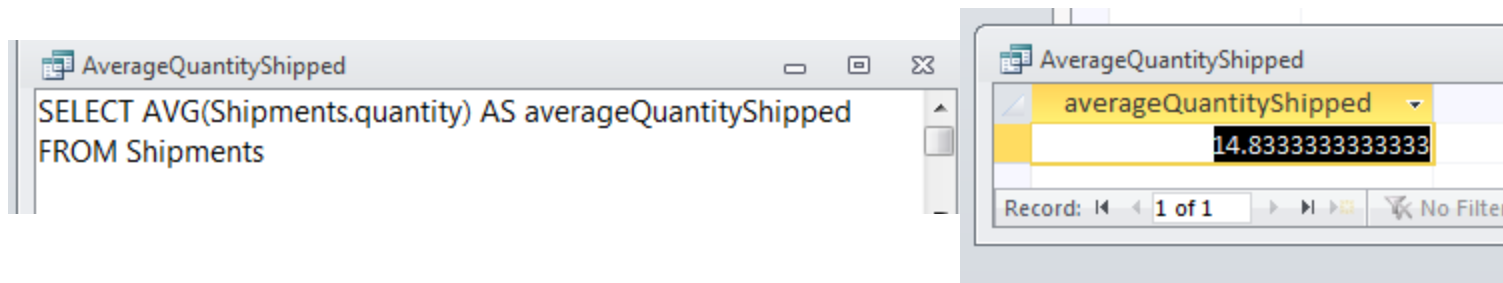 AverageQuantityShipped
SELECT AVG(Shipments.quantity) AS averageQuantityShipped
FROM Shipments
AverageQuantityShipped
averageQuantityShipped
14.8333333333333
Record: 1 of 1 No Filter